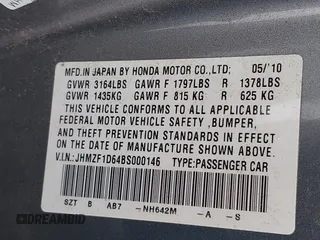 MFD.IN JAPAN BY HONDA MOTOR CO.,LTD; 05/'10
GVWR 3164LBS GAWR F 1797LBS R 1378LBS
GVWR 1435KG GAWR F 815 KG R 625 KG
THIS VEHICLE CONFORMS TO ALL APPLICABLE
FEDERAL MOTOR VEHICLE SAFETY ,BUMPER,
AND THEFT PREVENTION STANDARDS IN EFFECT
ON THE DATE OF MANUFACTURE SHOWN ABOVE.
V.I.N.: JHMZF1D64BS000146 TYPE:PASSENGER CAR
SZT B AB7 -NH642M -A -S
DREAMBID